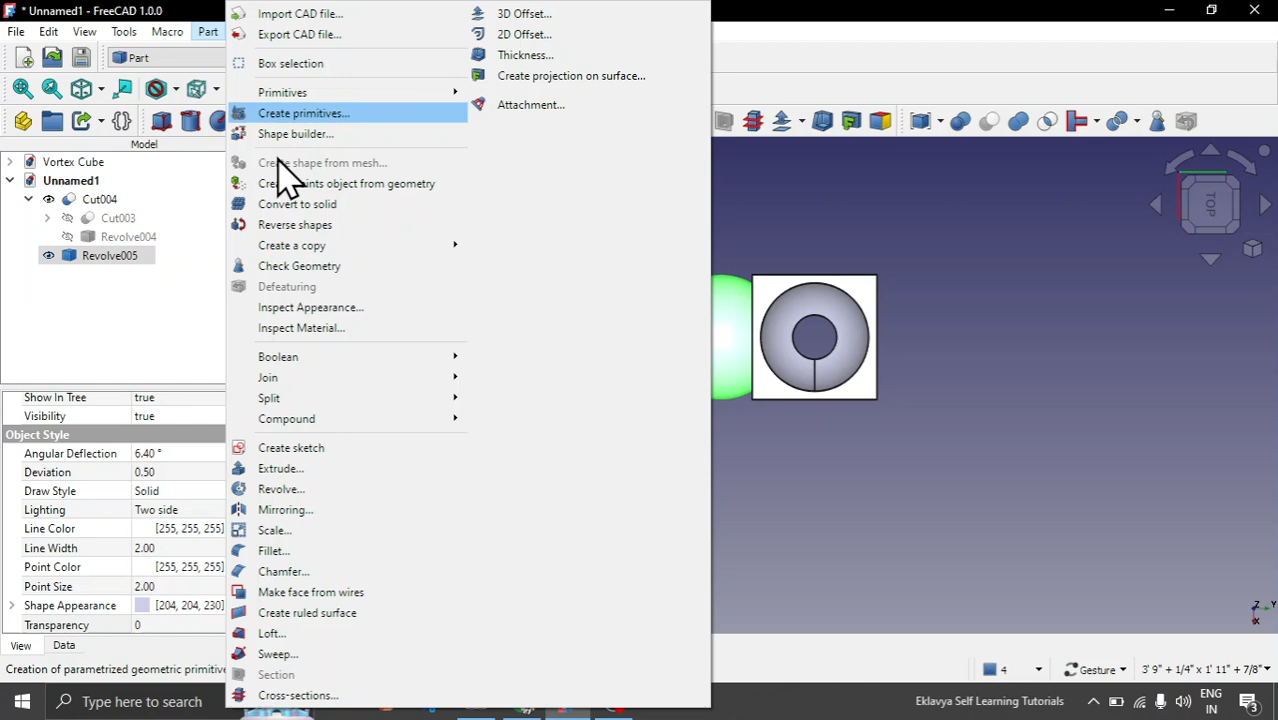 * Unnamed1 - FreeCAD 1.0.0
File Edit View Tools Macro Part
Part
Model
Vortex Cube
Unnamed1
Cut004
Cut003
Revolve004
Revolve005
Show In Tree true
Visibility true
Object Style
Angular Deflection 6.40 °
Deviation 0.50
Draw Style Solid
Lighting Two side
Line Color [255, 255, 255]
Line Width 2.00
Point Color [255, 255, 255]
Point Size 2.00
Shape Appearance [204, 204, 230]
Transparency 0
View Data
Creation of parametrized geometric primitive
Import CAD file...
Export CAD file...
Box selection
Primitives
Create primitives...
Shape builder...
Create shape from mesh...
object from geometry
Convert to solid
Reverse shapes
Create a copy
Check Geometry
Defeaturing
Inspect Appearance...
Inspect Material...
Boolean
Join
Split
Compound
Create sketch
Extrude...
Revolve...
Mirroring...
Scale...
Fillet...
Chamfer...
Make face from wires
Create ruled surface
Loft...
Sweep...
Section
Cross-sections...
3D Offset...
2D Offset...
Thickness...
Create projection on surface...
Attachment...
TOP
Z Y
X
4 Gesture 3' 9" + 1/4" x 1' 11" + 7/8"
Type here to search
Eklavya Self Learning Tutorials
ENG
IN
3